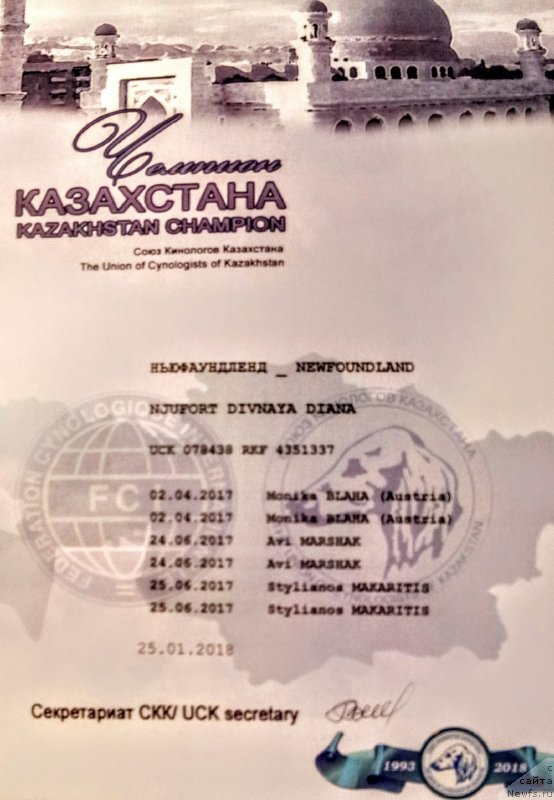 Чемпион
КАЗАХСТАНА
KAZAKHSTAN CHAMPION
Союз Кинологов Казахстана
The Union of Cynologists of Kazakhstan
НЬЮФАУНДЛЕНД _ NEWFOUNDLAND
NJUFORT DIVNAYA DIANA
UCK 078438 RKF 4351337
02.04.2017 Monika BLAHA (Austria)
02.04.2017 Monika BLAHA (Austria)
24.06.2017 Avi MARSHAK
24.06.2017 Avi MARSHAK
25.06.2017 Stylianos MAKARITIS
25.06.2017 Stylianos MAKARITIS
25.01.2018
Секретариат СКК/ UCK secretary
1993 2018
с
сайта
Newfs.ru